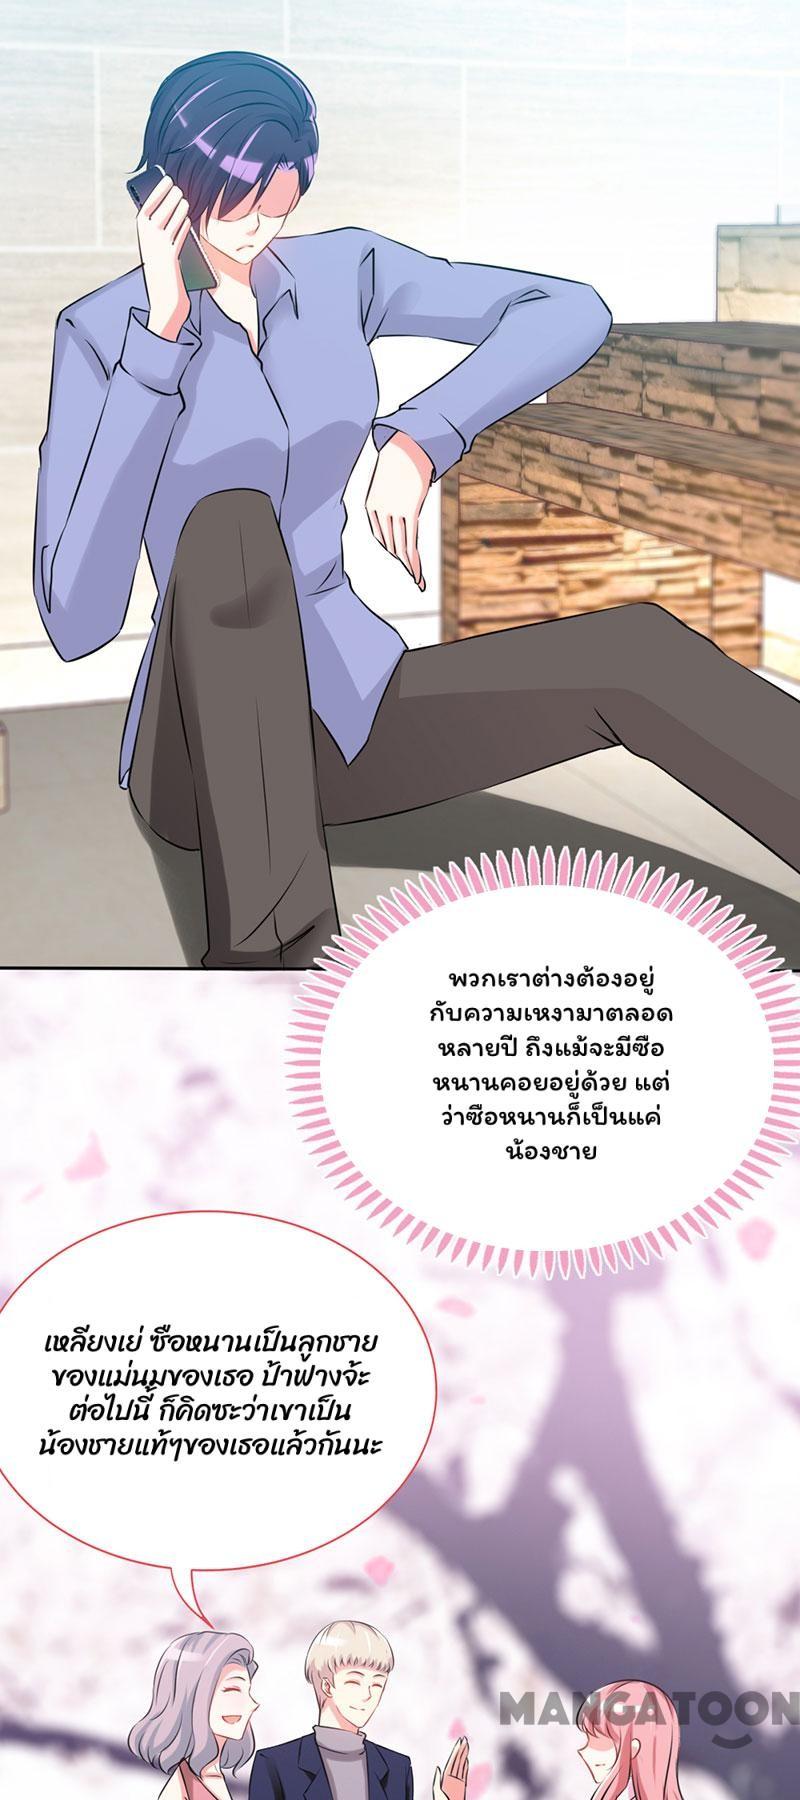 พวกเราต่างต้องอยู่
กับความเหงามาตลอด
หลายปี ถึงแม้จะมีซือ
หนานคอยอยู่ด้วย แต่
ว่าซือหนานก็เป็นแค่
น้องชาย
เหลียงเย่ ซือหนานเป็นลูกชาย
ของแม่นมของเธอ ป้าฟางจ้ะ
ต่อไปนี้ ก็คิดซะว่าเขาเป็น
น้องชายแท้ๆของเธอแล้วกันนะ
MANGATOON